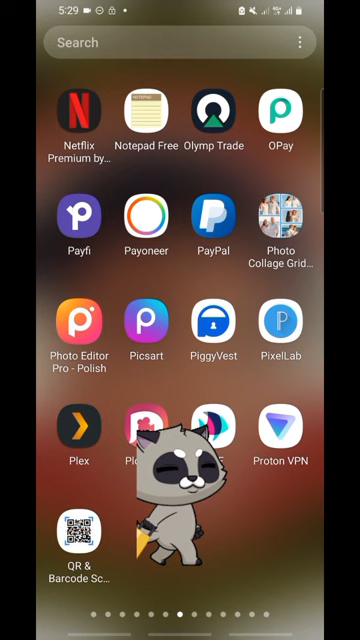 5:29
Search
Netflix Premium by...
Notepad Free
Olymp Trade
OPay
Payfi
Payoneer
PayPal
Photo Collage Grid...
Photo Editor Pro - Polish
Picsart
PiggyVest
PixelLab
Plex
Proton VPN
QR & Barcode Sc...